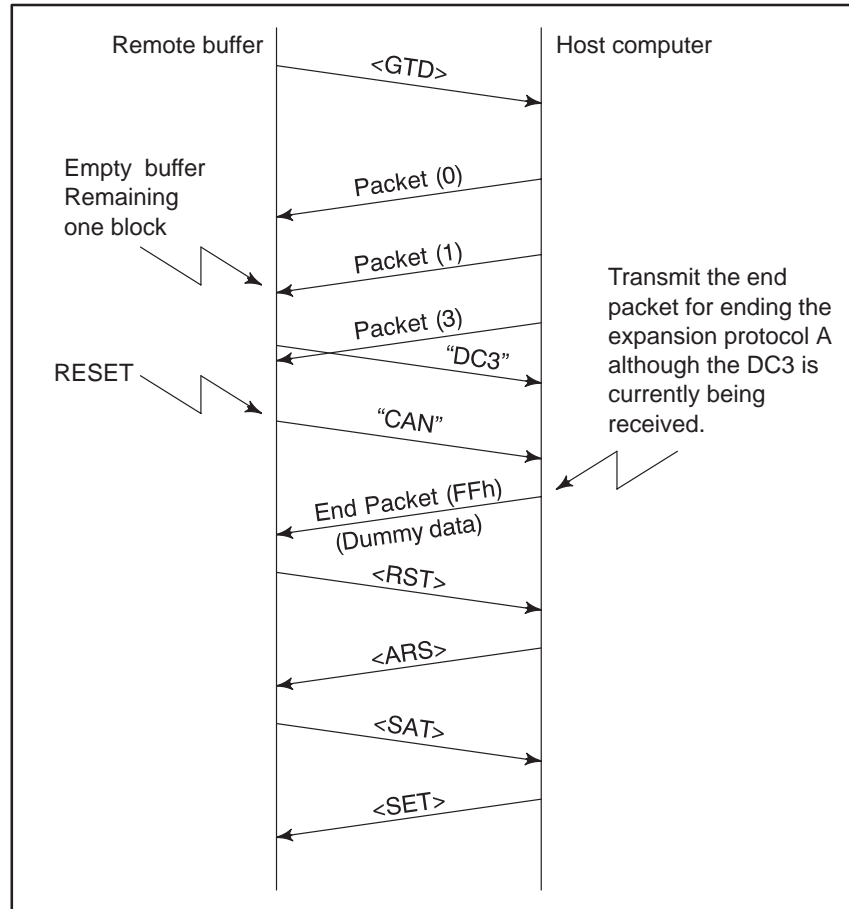 Remote buffer
Host computer
<GTD>
Empty buffer
Remaining
one block
Packet (0)
Packet (1)
Transmit the end
packet for ending the
expansion protocol A
although the DC3 is
currently being
received.
Packet (3)
“DC3”
RESET
“CAN”
End Packet (FFh)
(Dummy data)
<RST>
<ARS>
<SAT>
<SET>